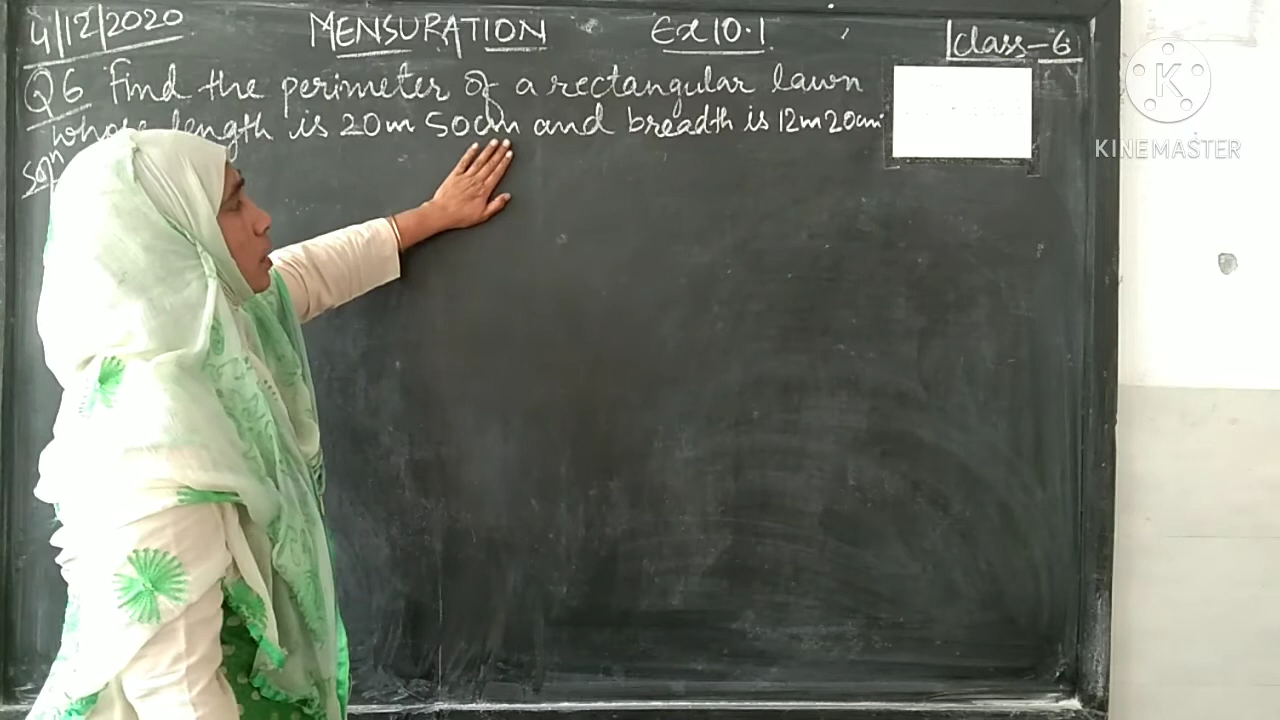 4/12/2020 MENSURATION Ex 10.1 Class-6
Q6 Find the perimeter of a rectangular lawn
whose length is 20m 50cm and breadth is 12m 20cm.
Soln
KINEMASTER